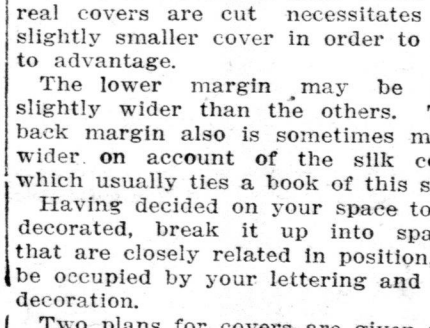 real covers are cut necessitates
slightly smaller cover in order to
to advantage.
The lower margin may be
slightly wider than the others.
back margin also is sometimes
wider on account of the silk
which usually ties a book of this
Having decided on your space to
decorated, break it up into
that are closely related in position,
be occupied by your lettering and
decoration.
Two plans for covers are given